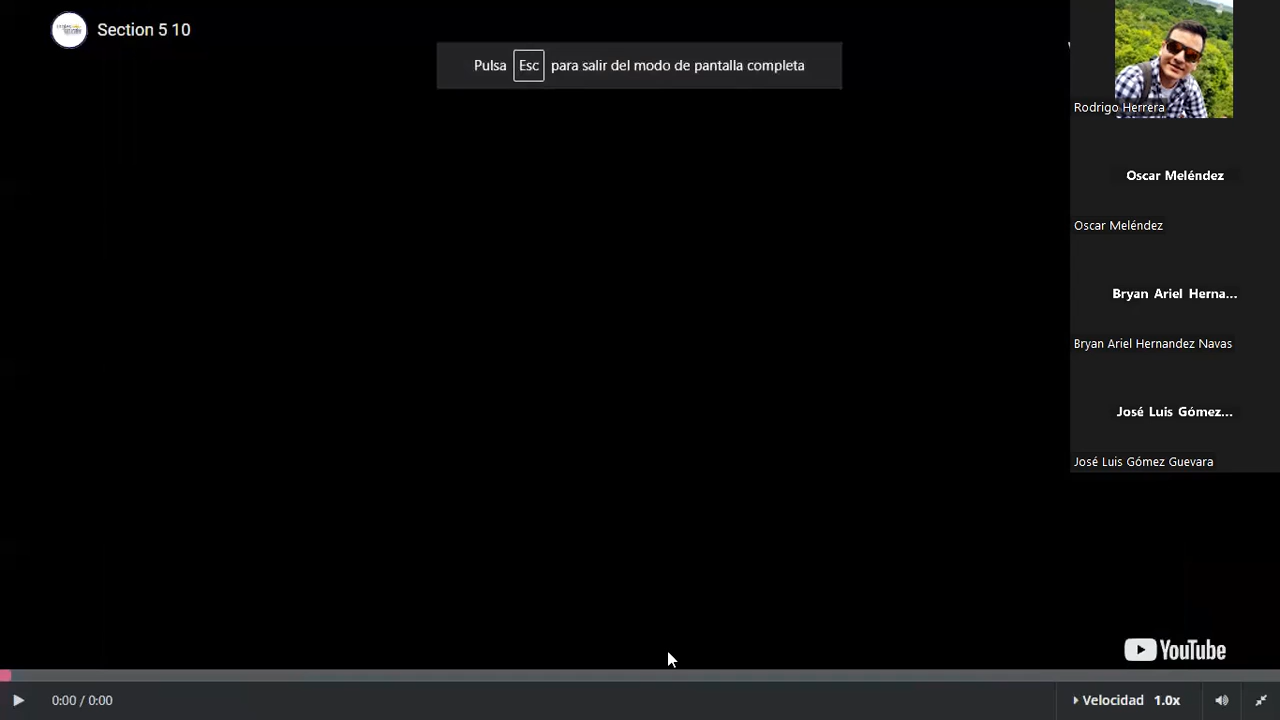 Section 5 10
Pulsa Esc para salir del modo de pantalla completa
Rodrigo Herrera
Oscar Meléndez
Oscar Meléndez
Bryan Ariel Herna...
Bryan Ariel Hernandez Navas
José Luis Gómez...
José Luis Gómez Guevara
YouTube
0:00 / 0:00
Velocidad 1.0x